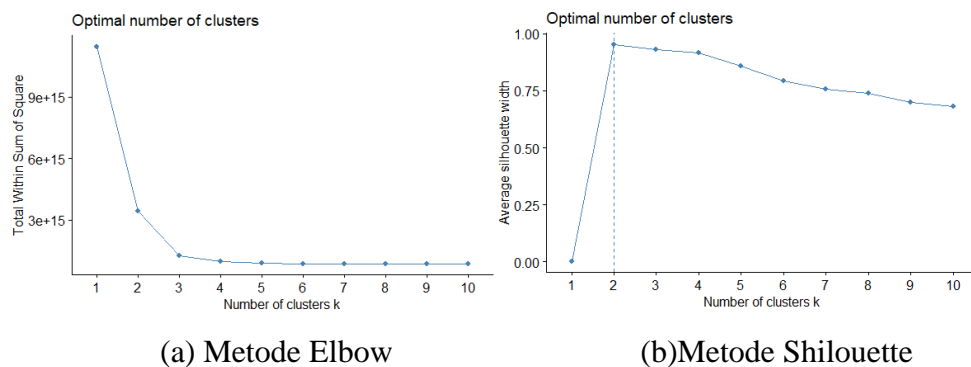 Optimal number of clusters
Total Within Sum of Square
9e+15
6e+15
3e+15
1 2 3 4 5 6 7 8 9 10
Number of clusters k
(a) Metode Elbow
Optimal number of clusters
Average silhouette width
1.00
0.75
0.50
0.25
0.00
1 2 3 4 5 6 7 8 9 10
Number of clusters k
(b)Metode Shilouette